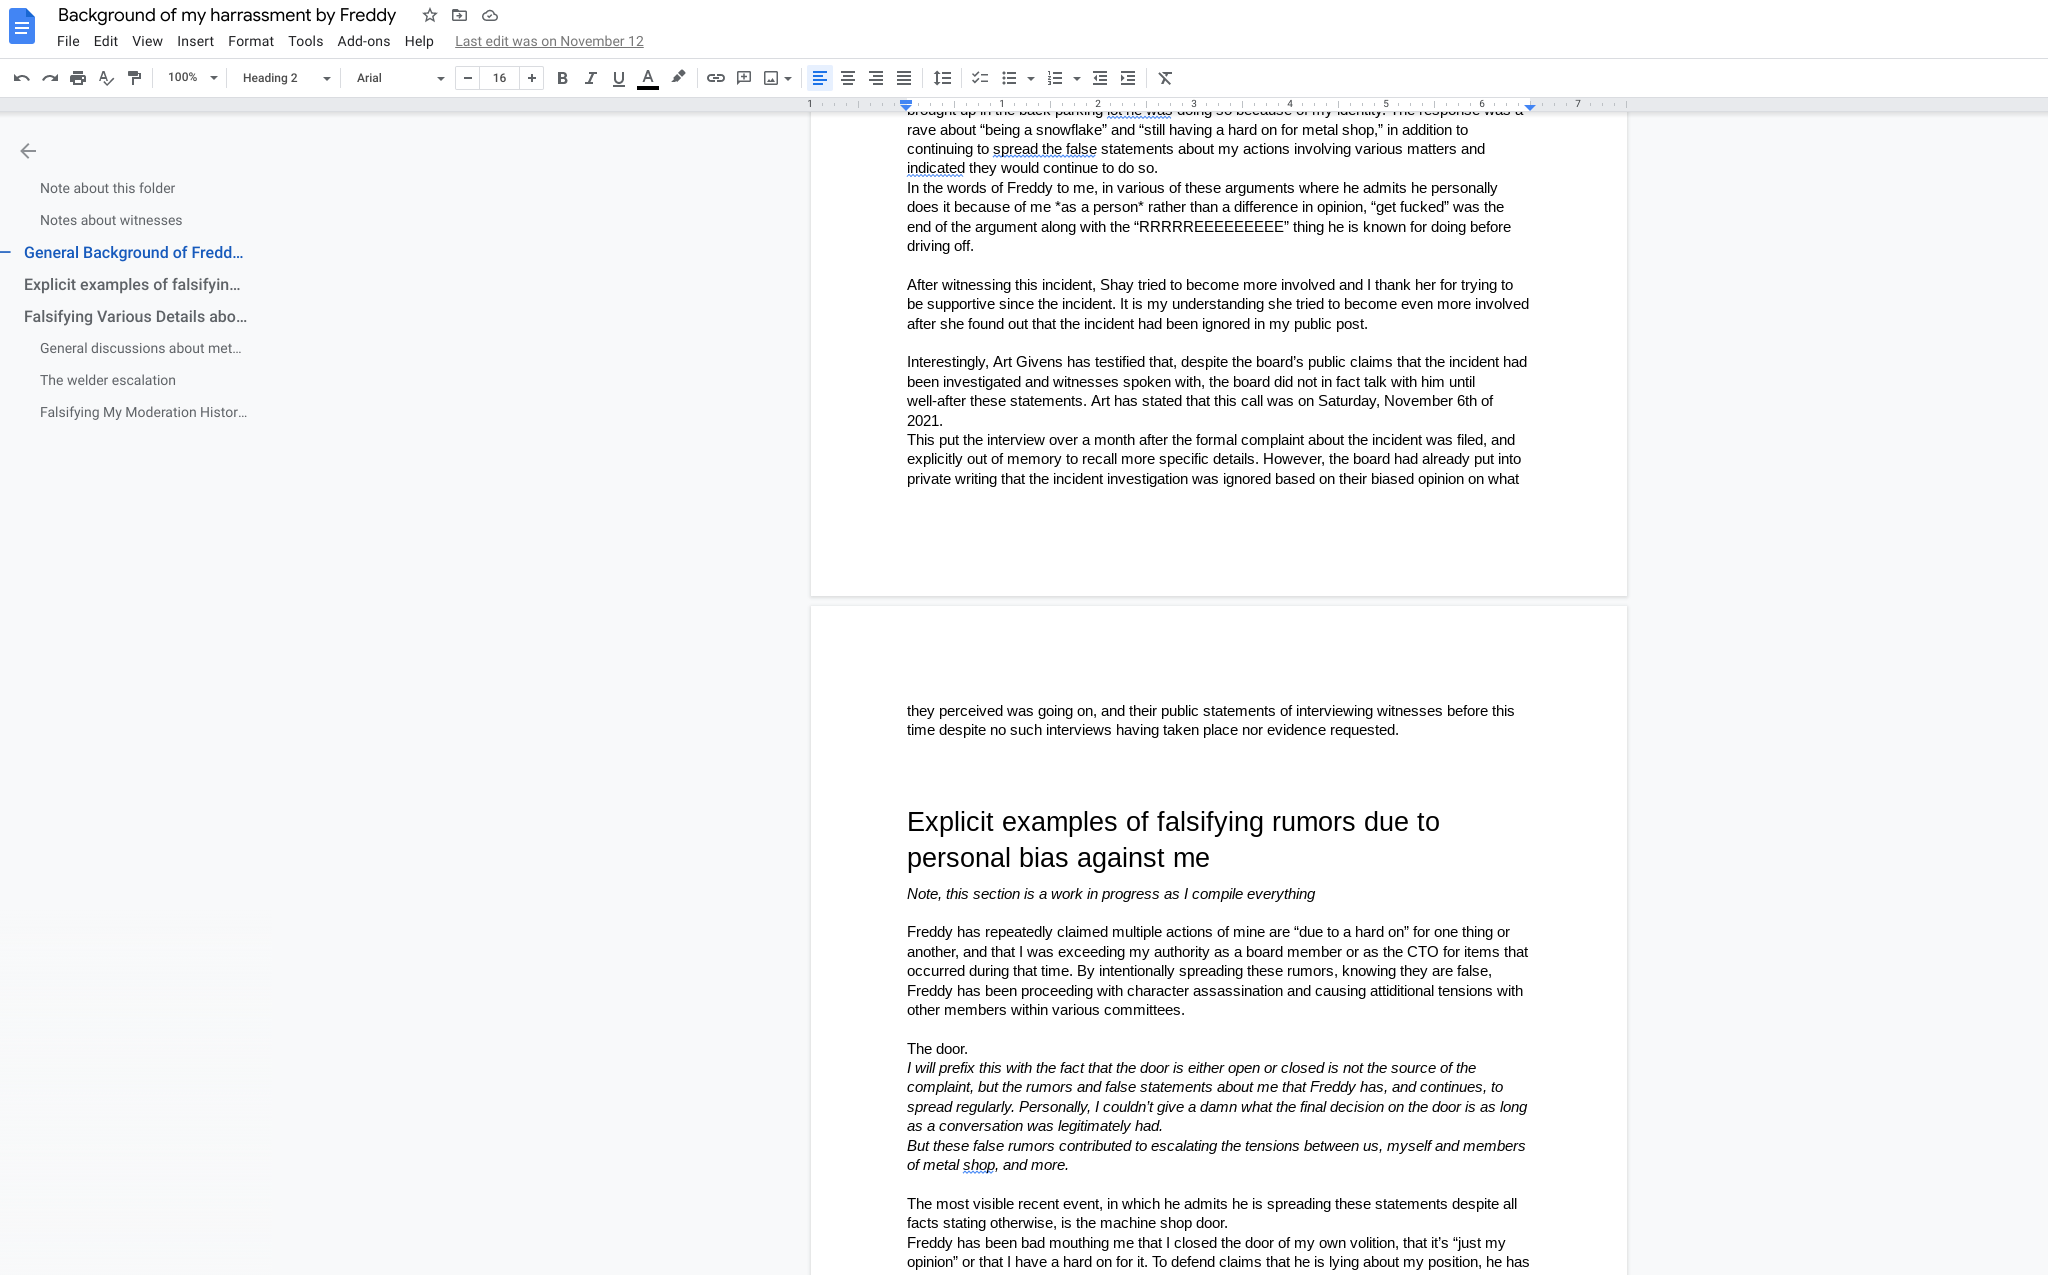 Background of my harrassment by Freddy
File Edit View Insert Format Tools Add-ons Help Last edit was on November 12
100% Heading 2 Arial 16 B I U A
1 1 2 3 4 5 6 7
Note about this folder
Notes about witnesses
General Background of Fredd...
Explicit examples of falsifyin...
Falsifying Various Details abo...
General discussions about met...
The welder escalation
Falsifying My Moderation Histor...
brought up in the back parking lot he was doing so because of my identity. The response was a
rave about “being a snowflake” and “still having a hard on for metal shop,” in addition to
continuing to spread the false statements about my actions involving various matters and
indicated they would continue to do so.
In the words of Freddy to me, in various of these arguments where he admits he personally
does it because of me *as a person* rather than a difference in opinion, “get fucked” was the
end of the argument along with the “RRRRREEEEEEEEE” thing he is known for doing before
driving off.
After witnessing this incident, Shay tried to become more involved and I thank her for trying to
be supportive since the incident. It is my understanding she tried to become even more involved
after she found out that the incident had been ignored in my public post.
Interestingly, Art Givens has testified that, despite the board’s public claims that the incident had
been investigated and witnesses spoken with, the board did not in fact talk with him until
well-after these statements. Art has stated that this call was on Saturday, November 6th of
2021.
This put the interview over a month after the formal complaint about the incident was filed, and
explicitly out of memory to recall more specific details. However, the board had already put into
private writing that the incident investigation was ignored based on their biased opinion on what
they perceived was going on, and their public statements of interviewing witnesses before this
time despite no such interviews having taken place nor evidence requested.
Explicit examples of falsifying rumors due to
personal bias against me
Note, this section is a work in progress as I compile everything
Freddy has repeatedly claimed multiple actions of mine are “due to a hard on” for one thing or
another, and that I was exceeding my authority as a board member or as the CTO for items that
occurred during that time. By intentionally spreading these rumors, knowing they are false,
Freddy has been proceeding with character assassination and causing attiditional tensions with
other members within various committees.
The door.
I will prefix this with the fact that the door is either open or closed is not the source of the
complaint, but the rumors and false statements about me that Freddy has, and continues, to
spread regularly. Personally, I couldn’t give a damn what the final decision on the door is as long
as a conversation was legitimately had.
But these false rumors contributed to escalating the tensions between us, myself and members
of metal shop, and more.
The most visible recent event, in which he admits he is spreading these statements despite all
facts stating otherwise, is the machine shop door.
Freddy has been bad mouthing me that I closed the door of my own volition, that it’s “just my
opinion” or that I have a hard on for it. To defend claims that he is lying about my position, he has